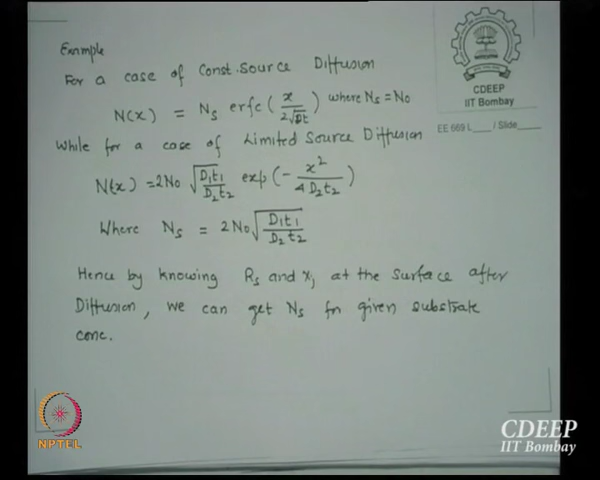 Example
For a case of Const. Source Diffusion
N(x) = Ns erfc(x/2√Dt) where Ns = No
While for a case of Limited Source Diffusion
N(x) = 2No √(D1t1/D2t2) exp(-x²/4D2t2)
Where Ns = 2No √(D1t1/D2t2)
Hence by knowing Rs and xj at the surface after
Diffusion, we can get Ns for given substrate
conc.
CDEEP
IIT Bombay
EE 669 L____ / Slide____
NPTEL
CDEEP
IIT Bombay